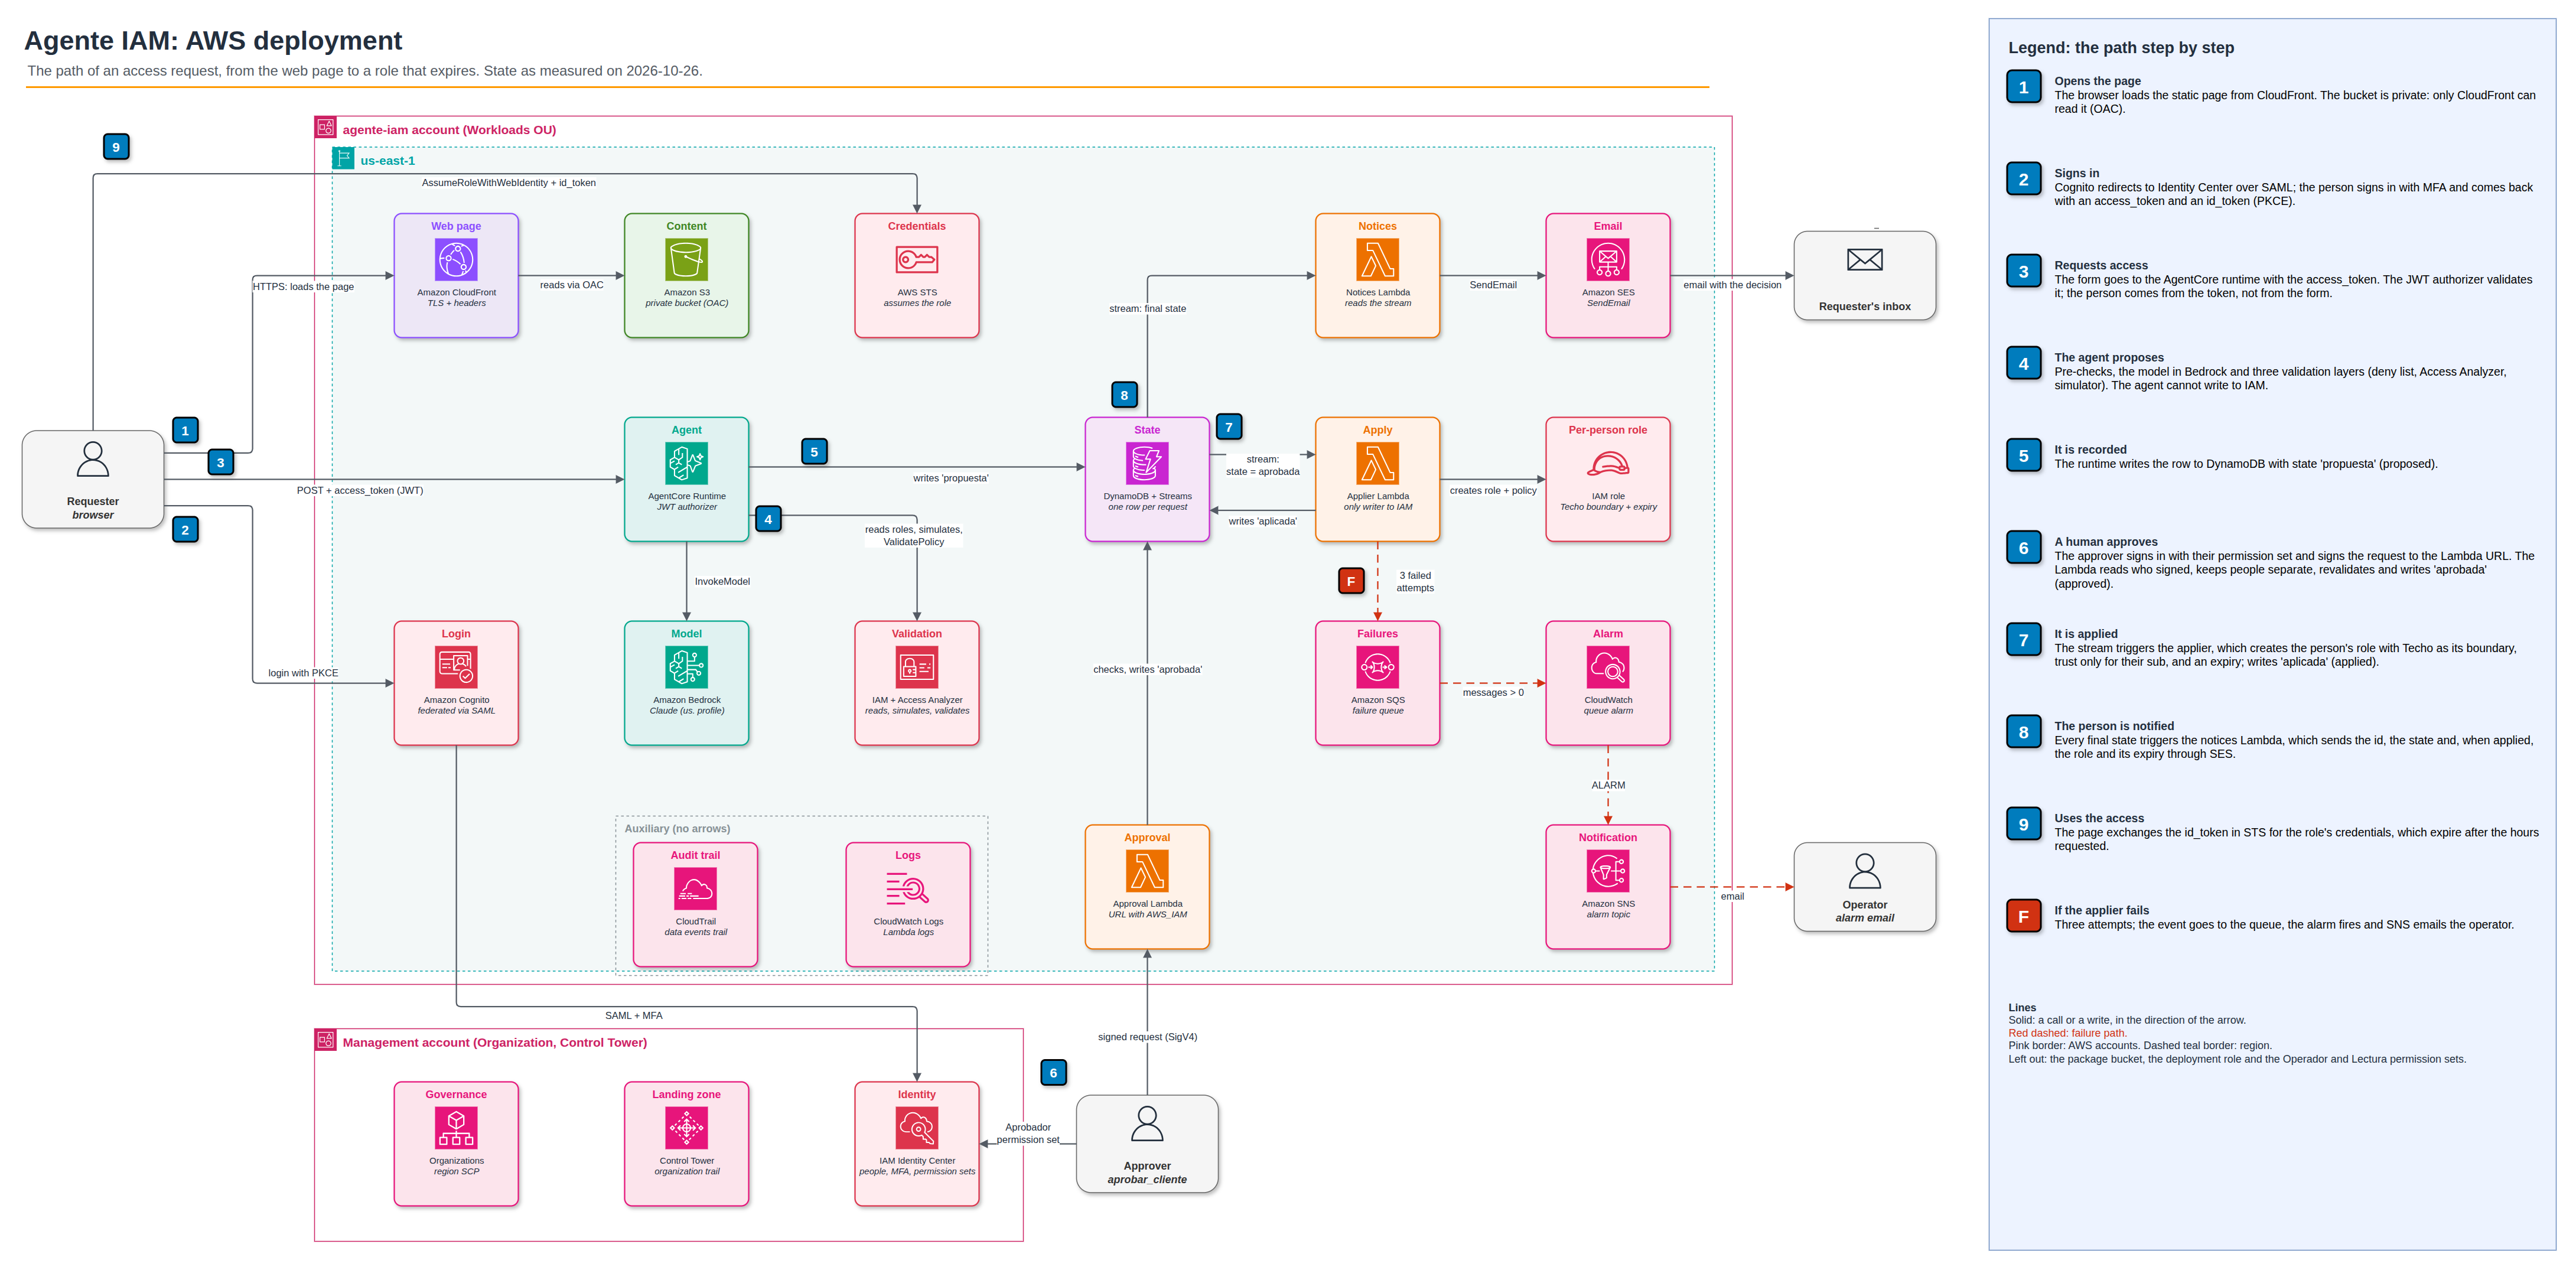 Agente IAM: AWS deployment
The path of an access request, from the web page to a role that expires. State as measured on 2026-10-26.
agente-iam account (Workloads OU)
us-east-1
9
AssumeRoleWithWebIdentity + id_token
Web page
Amazon CloudFront
TLS + headers
HTTPS: loads the page
reads via OAC
Content
Amazon S3
private bucket (OAC)
Credentials
AWS STS
assumes the role
stream: final state
Notices
Notices Lambda
reads the stream
SendEmail
Email
Amazon SES
SendEmail
email with the decision
Requester's inbox
1
3
2
Requester
browser
POST + access_token (JWT)
Agent
AgentCore Runtime
JWT authorizer
5
writes 'propuesta'
4
reads roles, simulates,
ValidatePolicy
InvokeModel
8
State
DynamoDB + Streams
one row per request
7
stream:
state = aprobada
writes 'aplicada'
Apply
Applier Lambda
only writer to IAM
creates role + policy
Per-person role
IAM role
Techo boundary + expiry
F
3 failed
attempts
login with PKCE
Login
Amazon Cognito
federated via SAML
Model
Amazon Bedrock
Claude (us. profile)
Validation
IAM + Access Analyzer
reads, simulates, validates
checks, writes 'aprobada'
Failures
Amazon SQS
failure queue
messages > 0
Alarm
CloudWatch
queue alarm
ALARM
Auxiliary (no arrows)
Audit trail
CloudTrail
data events trail
Logs
CloudWatch Logs
Lambda logs
Approval
Approval Lambda
URL with AWS_IAM
Notification
Amazon SNS
alarm topic
email
Operator
alarm email
SAML + MFA
signed request (SigV4)
Management account (Organization, Control Tower)
Governance
Organizations
region SCP
Landing zone
Control Tower
organization trail
Identity
IAM Identity Center
people, MFA, permission sets
6
Aprobador
permission set
Approver
aprobar_cliente
Legend: the path step by step
1
Opens the page
The browser loads the static page from CloudFront. The bucket is private: only CloudFront can
read it (OAC).
2
Signs in
Cognito redirects to Identity Center over SAML; the person signs in with MFA and comes back
with an access_token and an id_token (PKCE).
3
Requests access
The form goes to the AgentCore runtime with the access_token. The JWT authorizer validates
it; the person comes from the token, not from the form.
4
The agent proposes
Pre-checks, the model in Bedrock and three validation layers (deny list, Access Analyzer,
simulator). The agent cannot write to IAM.
5
It is recorded
The runtime writes the row to DynamoDB with state 'propuesta' (proposed).
6
A human approves
The approver signs in with their permission set and signs the request to the Lambda URL. The
Lambda reads who signed, keeps people separate, revalidates and writes 'aprobada'
(approved).
7
It is applied
The stream triggers the applier, which creates the person's role with Techo as its boundary,
trust only for their sub, and an expiry; writes 'aplicada' (applied).
8
The person is notified
Every final state triggers the notices Lambda, which sends the id, the state and, when applied,
the role and its expiry through SES.
9
Uses the access
The page exchanges the id_token in STS for the role's credentials, which expire after the hours
requested.
F
If the applier fails
Three attempts; the event goes to the queue, the alarm fires and SNS emails the operator.
Lines
Solid: a call or a write, in the direction of the arrow.
Red dashed: failure path.
Pink border: AWS accounts. Dashed teal border: region.
Left out: the package bucket, the deployment role and the Operador and Lectura permission sets.